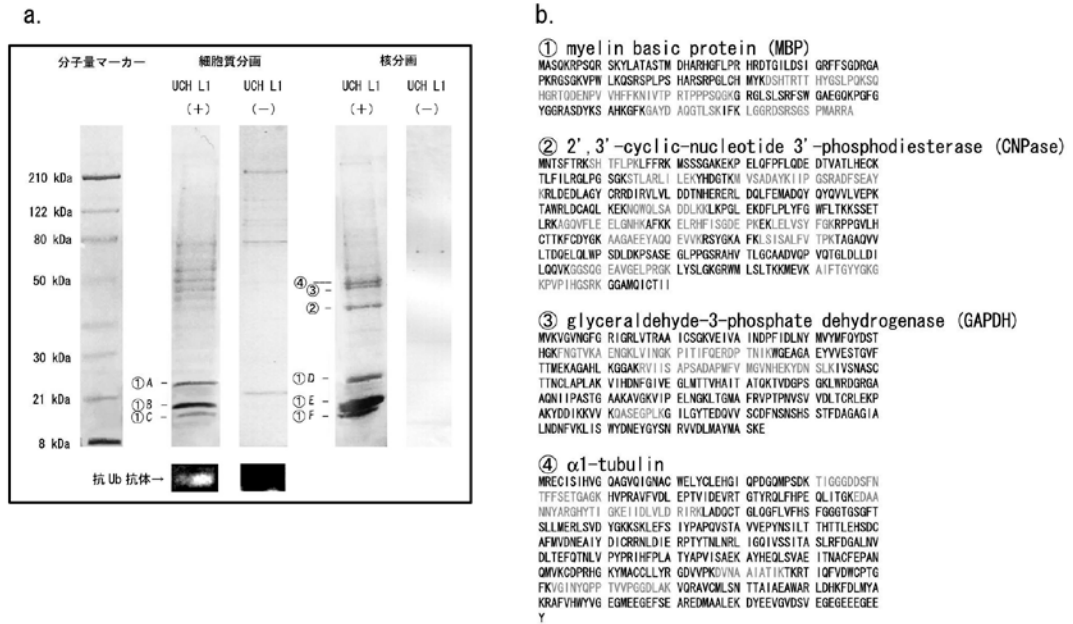 a.
分子量マーカー
細胞質分画
核分画
UCH L1
(+)
UCH L1
(−)
UCH L1
(+)
UCH L1
(−)
210 kDa
122 kDa
80 kDa
50 kDa
30 kDa
21 kDa
8 kDa
①A
①B
①C
④
③
②
①D
①E
①F
抗Ub抗体→
b.
① myelin basic protein (MBP)
MASQKRPSQR SKYLATASTM DHARHGFLPR HRDTGILDSI GRFFSGDRGA
PKRGSGKVPW LKQSRSPLPS HARSRPGLCH MYKDSHTRTT HYGSLPQKSQ
HGRTQDENPV VHFFKNIVTP RTPPPSQGKG RGLSLSRFSW GAEGQKPGFG
YGGRASDYKS AHKGFKGAYD AQGTLSKIFK LGGRDSRSGS PMARRA
② 2',3'-cyclic-nucleotide 3'-phosphodiesterase (CNPase)
MNTSFTRKSH TFLPKLFFRK MSSSGAKEKP ELQFPFLQDE DTVATLHECK
TLFILRGLPG SGKSTLARLI LEKYHDGTKM VSADAYKIIP GSRADFSEAY
KRLDEDLAGY CRRDIRVLVL DDTNHERERL DQLFEMADQY QYQVVLVEPK
TAWRLDCAQL KEKNQWQLSA DDLKKLKPGL EKDFLPLYFG WFLTKKSSET
LRKAGQVFLE ELGNHKAFKK ELRHFISGDE PKEKLELVSY FGKRPPGVLH
CTTKFCDYGK AAGAEEYAQQ EVVKRSYGKA FKLSISALFV TPKTAGAQVV
LTDQELQLWP SDLDKPSASE GLPPGSRAHV TLGCAADVQP VQTGLDLLDI
LQQVKGGSQG EAVGELPRGK LYSLGKGRWM LSLTKKMEVK AIFTGYYGKG
KPVPIHGSRK GGAMQICTII
③ glyceraldehyde-3-phosphate dehydrogenase (GAPDH)
MVKVGVNGFG RIGRLVTRAA ICSGKVEIVA INDPFIDLNY MVYMFQYDST
HGKFNGTVKA ENGKLVINGK PITIFQERDP TNIKWGEAGA EYVVESTGVF
TTMEKAGAHL KGGAKRVIIS APSADAPMFV MGVNHEKYDN SLKIVSNASC
TTNCLAPLAK VIHDNFGIVE GLMTTVHAIT ATQKTVDGPS GKLWRDGRGA
AQNIIPASTG AAKAVGKVIP ELNGKLTGMA FRVPTPNVSV VDLTCRLEKP
AKYDDIKKVV KQASEGPLKG ILGYTEDQVV SCDFNSNSHS STFDAGAGIA
LNDNFVKLIS WYDNEYGYSN RVVDLMAYMA SKE
④ α1-tubulin
MRECISIHVG QAGVQIGNAC WELYCLEHGI QPDGQMPSDK TIGGGDDSFN
TFFSETGAGK HVPRAVFVDL EPTVIDEVRT GTYRQLFHPE QLITGKEDAA
NNYARGHYTI GKEIIDLVLD RIRKLADQCT GLQGFLVFHS FGGGTGSGFT
SLLMERLSVD YGKKSKLEFS IYPAPQVSTA VVEPYNSILT THTTLEHSDC
AFMVDNEAIY DICRRNLDIE RPTYTNLNRL IGQIVSSITA SLRFDGALNV
DLTEFQTNLV PYPRIHFPLA TYAPVISAEK AYHEQLSVAE ITNACFEPAN
QMVKCDPRHG KYMACCLLYR GDVVPKDVNA AIATIKTKRT IQFVDWCPTG
FKVGINYQPP TVVPGGDLAK VQRAVCMLSN TTAIAEAWAR LDHKFDLMYA
KRAFVHWYVG EGMEEGEFSE AREDMAALEK DYEEVGVDSV EGEGEEEGEE
Y